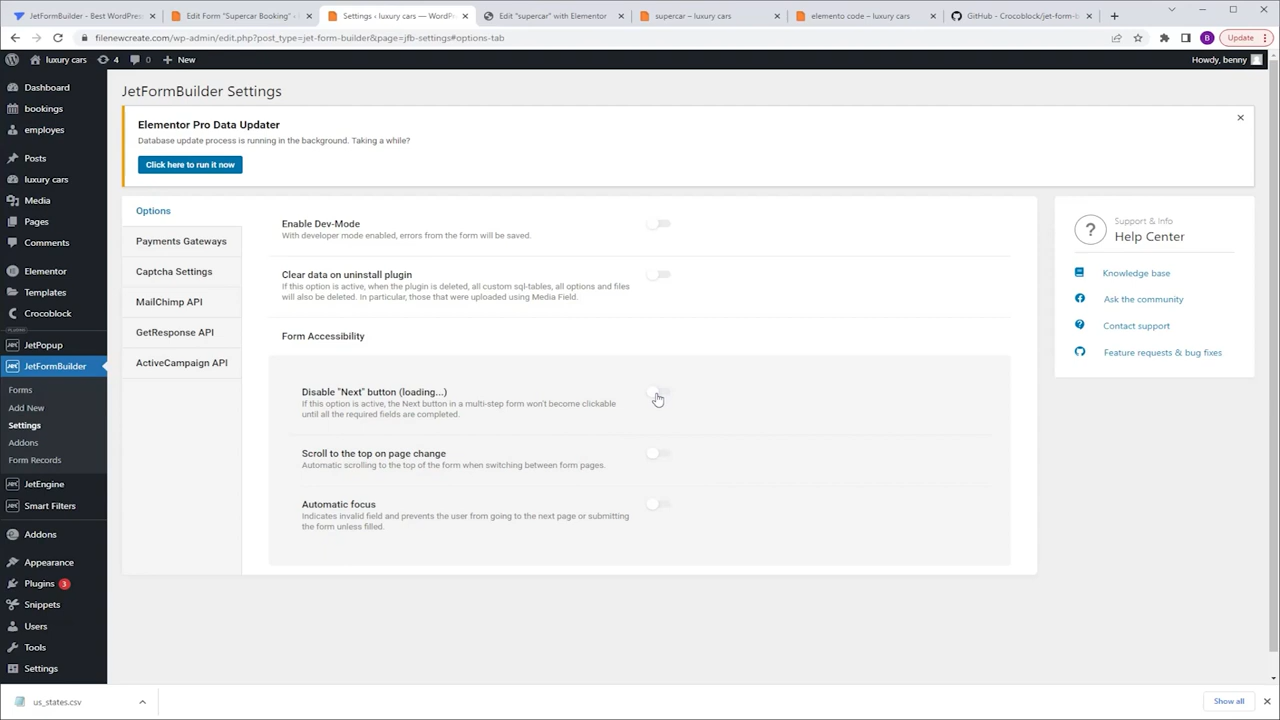 JetFormBuilder - Best WordPress
Edit Form "Supercar Booking" ‹
Settings ‹ luxury cars — WordPr
Edit "supercar" with Elementor
supercar – luxury cars
elemento code – luxury cars
GitHub - Crocoblock/jet-form-b
filenewcreate.com/wp-admin/edit.php?post_type=jet-form-builder&page=jfb-settings#options-tab
B
Update
luxury cars
4
0
New
Howdy, benny
Dashboard
bookings
employes
Posts
luxury cars
Media
Pages
Comments
Elementor
Templates
Crocoblock
JetPopup
JetFormBuilder
Forms
Add New
Settings
Addons
Form Records
JetEngine
Smart Filters
Addons
Appearance
Plugins 3
Snippets
Users
Tools
Settings
JetFormBuilder Settings
Elementor Pro Data Updater
Database update process is running in the background. Taking a while?
Click here to run it now
Options
Payments Gateways
Captcha Settings
MailChimp API
GetResponse API
ActiveCampaign API
Enable Dev-Mode
With developer mode enabled, errors from the form will be saved.
Clear data on uninstall plugin
If this option is active, when the plugin is deleted, all custom sql-tables, all options and files
will also be deleted. In particular, those that were uploaded using Media Field.
Form Accessibility
Disable "Next" button (loading...)
If this option is active, the Next button in a multi-step form won't become clickable
until all the required fields are completed.
Scroll to the top on page change
Automatic scrolling to the top of the form when switching between form pages.
Automatic focus
Indicates invalid field and prevents the user from going to the next page or submitting
the form unless filled.
?
Support & Info
Help Center
Knowledge base
Ask the community
Contact support
Feature requests & bug fixes
us_states.csv
Show all